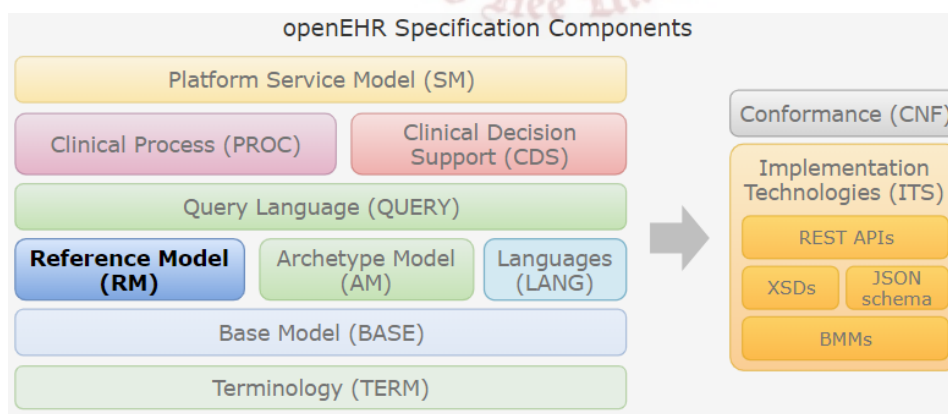 openEHR Specification Components
Platform Service Model (SM)
Clinical Process (PROC)
Clinical Decision
Support (CDS)
Query Language (QUERY)
Reference Model
(RM)
Archetype Model
(AM)
Languages
(LANG)
Base Model (BASE)
Terminology (TERM)
Conformance (CNF)
Implementation
Technologies (ITS)
REST APIs
XSDs
JSON
schema
BMMs